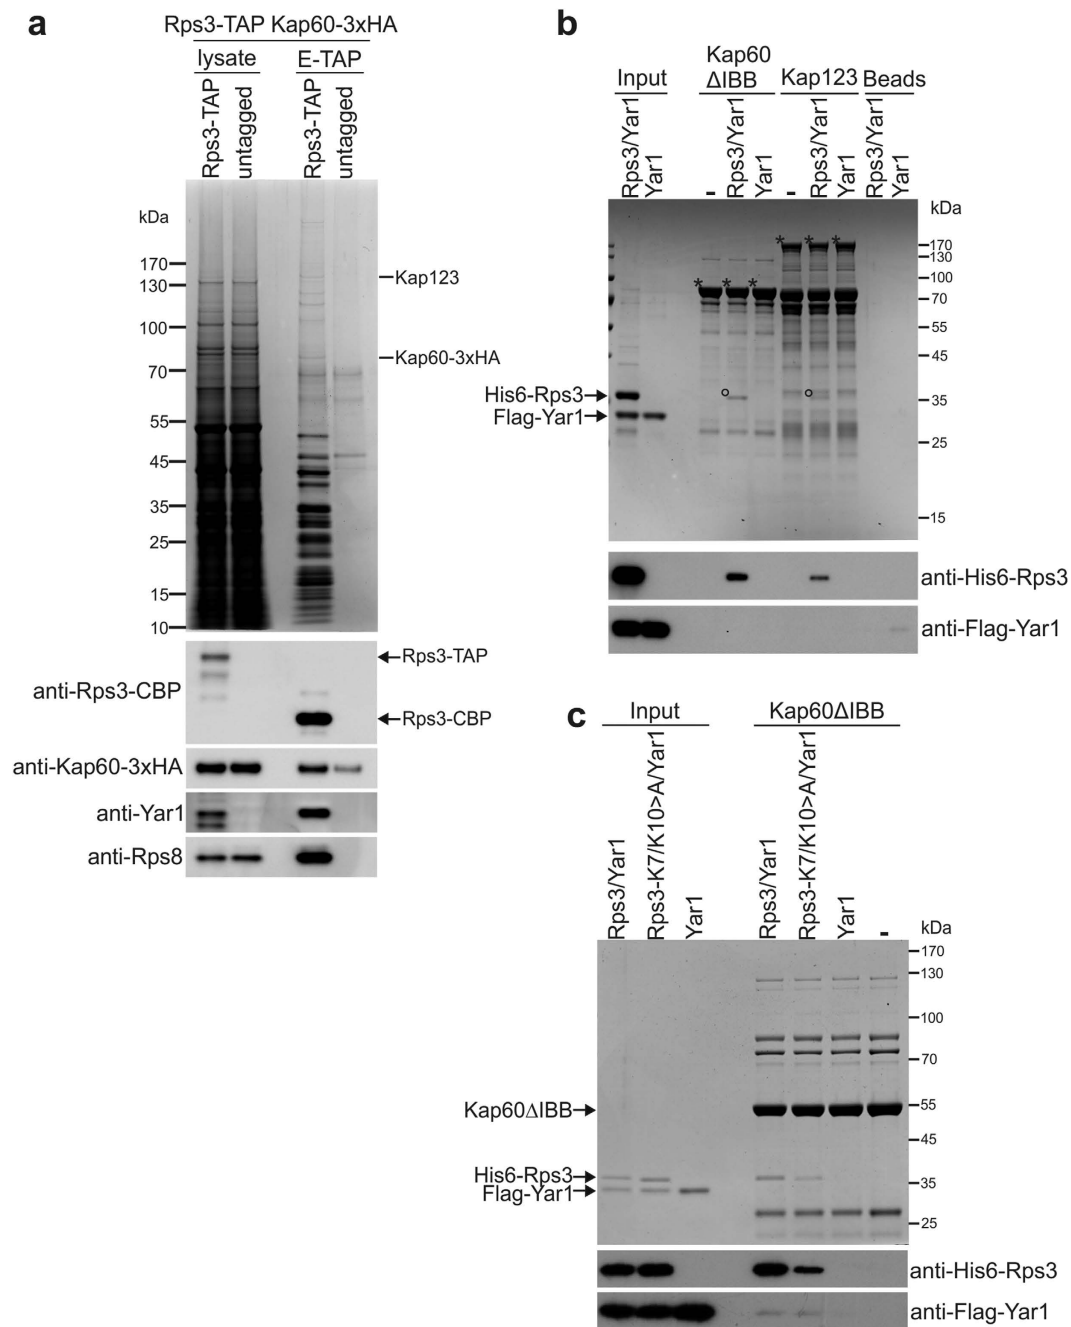 a
Rps3-TAP Kap60-3xHA
lysate
E-TAP
Rps3-TAP
untagged
Rps3-TAP
untagged
kDa
170
130
100
70
55
45
35
25
15
10
Kap123
Kap60-3xHA
anti-Rps3-CBP
Rps3-TAP
Rps3-CBP
anti-Kap60-3xHA
anti-Yar1
anti-Rps8
b
Input
Kap60
ΔIBB
Kap123
Beads
Rps3/Yar1
Yar1
-
Rps3/Yar1
Yar1
-
Rps3/Yar1
Yar1
Rps3/Yar1
Yar1
kDa
170
130
100
70
55
45
35
25
15
* * * * * *
His6-Rps3
Flag-Yar1
anti-His6-Rps3
anti-Flag-Yar1
c
Input
Kap60ΔIBB
Rps3/Yar1
Rps3-K7/K10>A/Yar1
Yar1
Rps3/Yar1
Rps3-K7/K10>A/Yar1
Yar1
-
kDa
170
130
100
70
55
45
35
25
Kap60ΔIBB
His6-Rps3
Flag-Yar1
anti-His6-Rps3
anti-Flag-Yar1